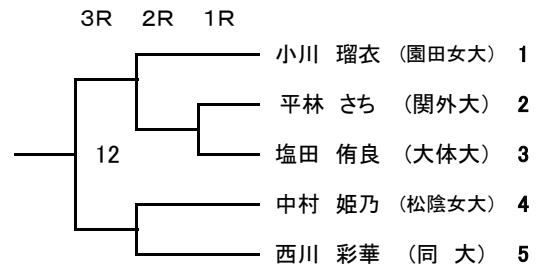 3R 2R 1R
小川 瑠衣 (園田女大) 1
平林 さち (関外大) 2
12
塩田 侑良 (大体大) 3
中村 姫乃 (松陰女大) 4
西川 彩華 (同 大) 5